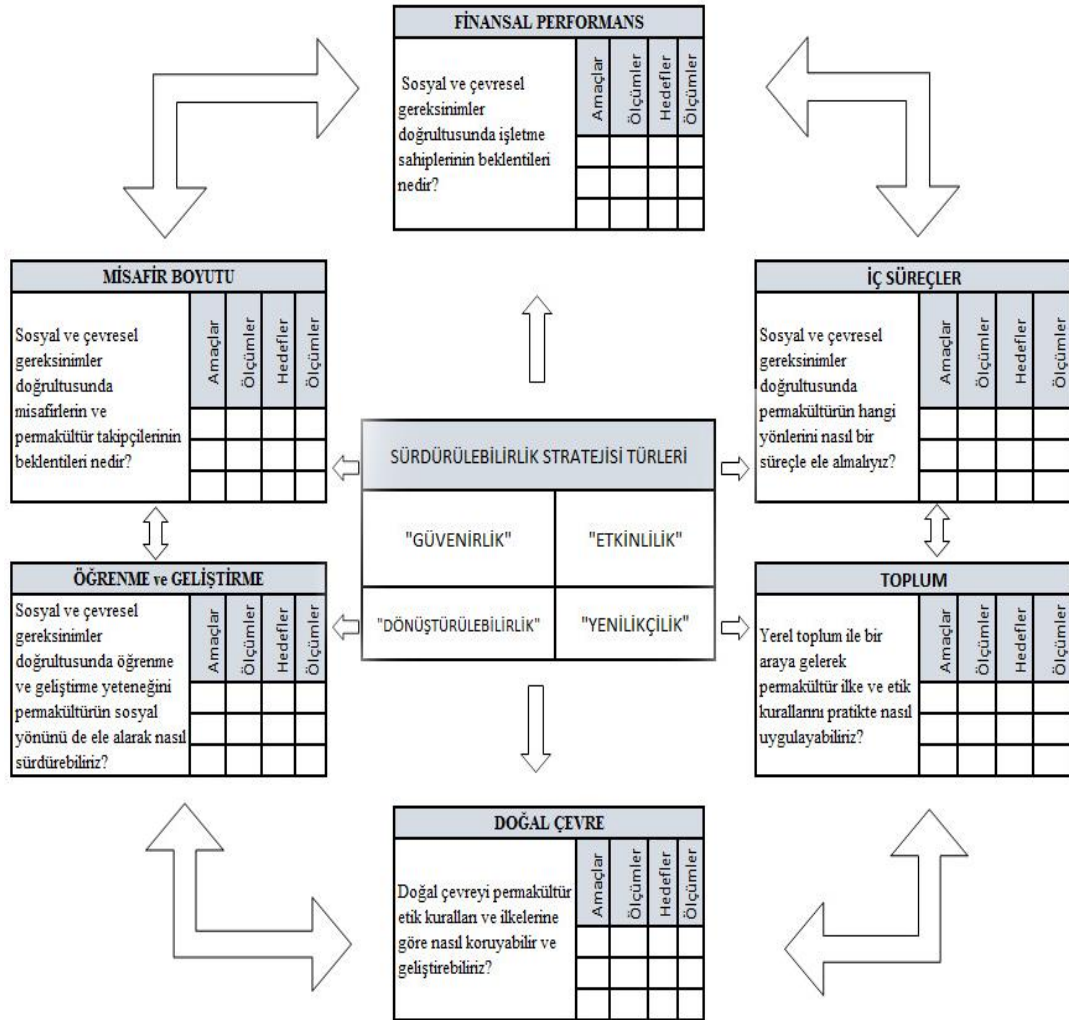 FİNANSAL PERFORMANS
Sosyal ve çevresel
gereksinimler
doğrultusunda işletme
sahiplerinin beklentileri
nedir?
Amaçlar
Ölçümler
Hedefler
Ölçümler
MİSAFİR BOYUTU
Sosyal ve çevresel
gereksinimler
doğrultusunda
misafirlerin ve
permakültür takipçilerinin
beklentileri nedir?
Amaçlar
Ölçümler
Hedefler
Ölçümler
İÇ SÜREÇLER
Sosyal ve çevresel
gereksinimler
doğrultusunda
permakültürün hangi
yönlerini nasıl bir
süreçle ele almalıyız?
Amaçlar
Ölçümler
Hedefler
Ölçümler
SÜRDÜRÜLEBİLİRLİK STRATEJİSİ TÜRLERİ
"GÜVENİRLİK"
"ETKİNLİLİK"
"DÖNÜŞTÜRÜLEBİLİRLİK"
"YENİLİKÇİLİK"
ÖĞRENME ve GELİŞTİRME
Sosyal ve çevresel
gereksinimler
doğrultusunda öğrenme
ve geliştirme yeteneğini
permakültürün sosyal
yönünü de ele alarak nasıl
sürdürebiliriz?
Amaçlar
Ölçümler
Hedefler
Ölçümler
TOPLUM
Yerel toplum ile bir
araya gelerek
permakültür ilke ve etik
kurallarını pratikte nasıl
uygulayabiliriz?
Amaçlar
Ölçümler
Hedefler
Ölçümler
DOĞAL ÇEVRE
Doğal çevreyi permakültür
etik kuralları ve ilkelerine
göre nasıl koruyabilir ve
geliştirebiliriz?
Amaçlar
Ölçümler
Hedefler
Ölçümler